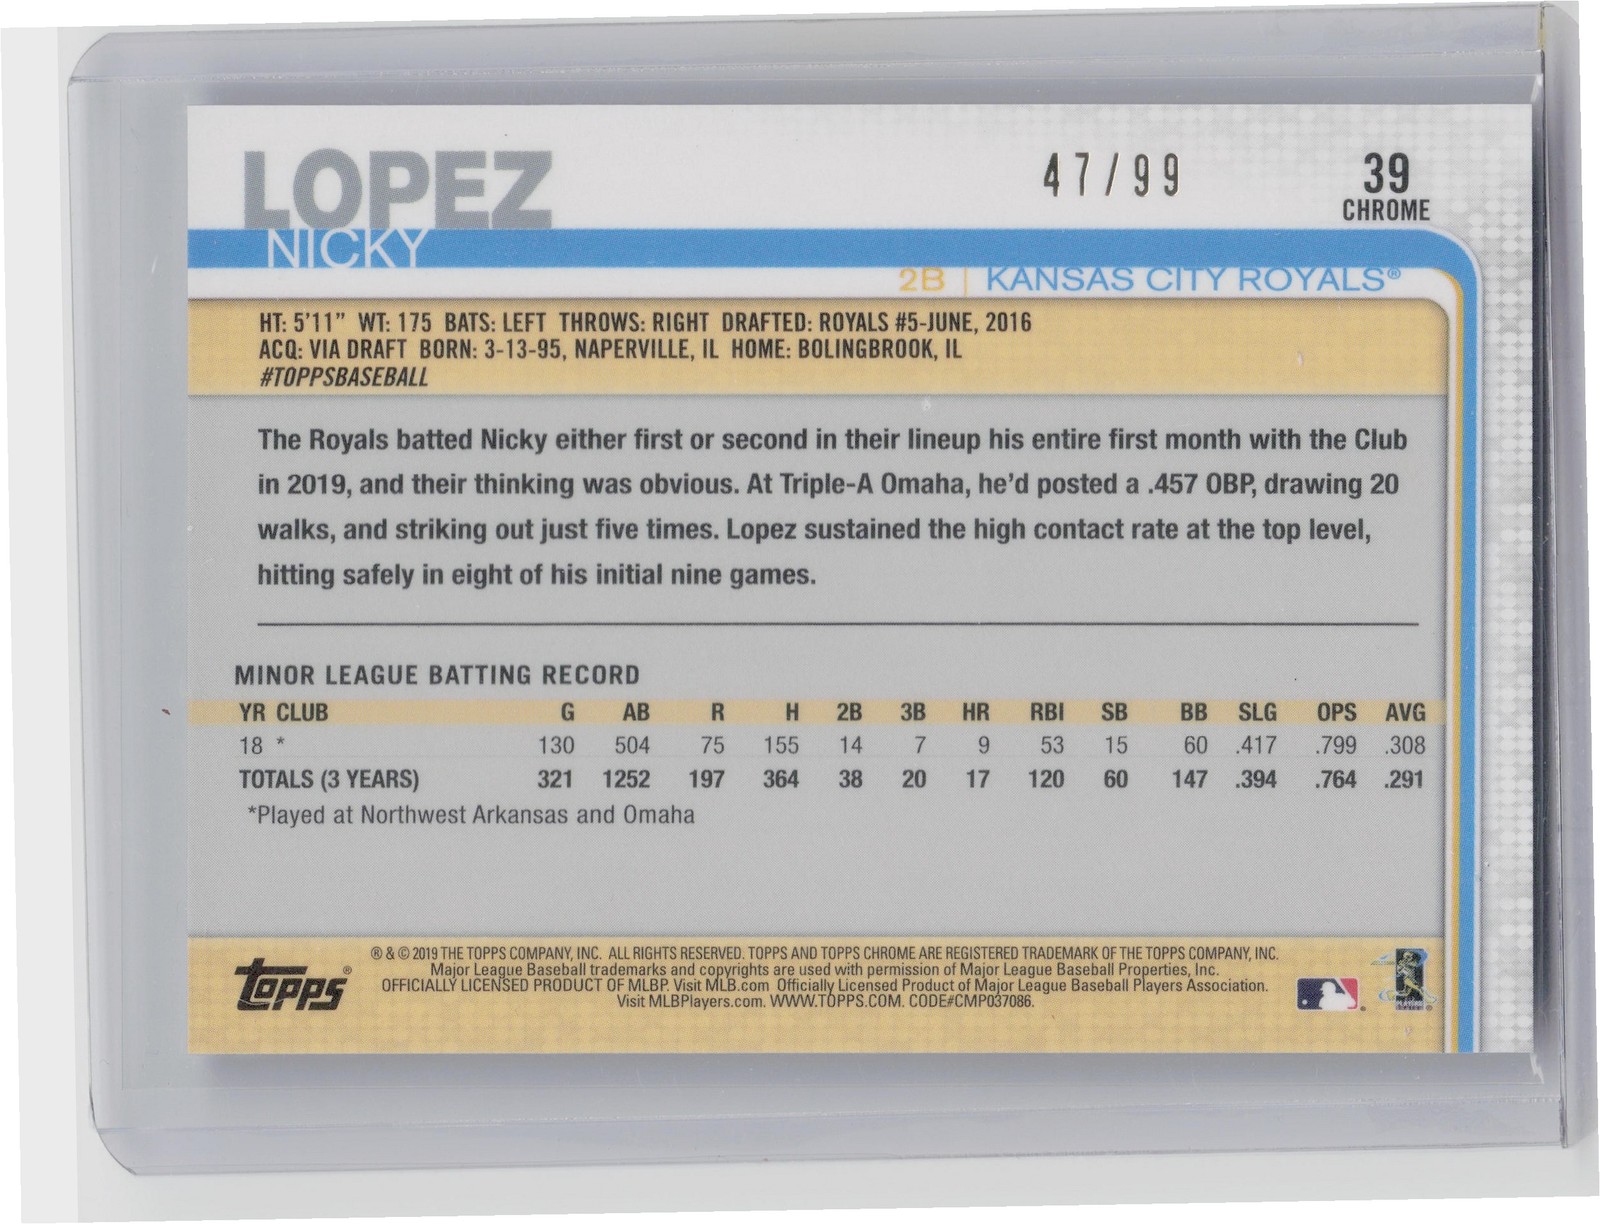 LOPEZ
47/99
39
CHROME
NICKY
2B | KANSAS CITY ROYALS®
HT: 5'11" WT: 175 BATS: LEFT THROWS: RIGHT DRAFTED: ROYALS #5-JUNE, 2016
ACQ: VIA DRAFT BORN: 3-13-95, NAPERVILLE, IL HOME: BOLINGBROOK, IL
#TOPPSBASEBALL
The Royals batted Nicky either first or second in their lineup his entire first month with the Club
in 2019, and their thinking was obvious. At Triple-A Omaha, he'd posted a .457 OBP, drawing 20
walks, and striking out just five times. Lopez sustained the high contact rate at the top level,
hitting safely in eight of his initial nine games.
MINOR LEAGUE BATTING RECORD
YR CLUB G AB R H 2B 3B HR RBI SB BB SLG OPS AVG
18 * 130 504 75 155 14 7 9 53 15 60 .417 .799 .308
TOTALS (3 YEARS) 321 1252 197 364 38 20 17 120 60 147 .394 .764 .291
*Played at Northwest Arkansas and Omaha
Topps®
® & © 2019 THE TOPPS COMPANY, INC. ALL RIGHTS RESERVED. TOPPS AND TOPPS CHROME ARE REGISTERED TRADEMARK OF THE TOPPS COMPANY, INC.
Major League Baseball trademarks and copyrights are used with permission of Major League Baseball Properties, Inc.
OFFICIALLY LICENSED PRODUCT OF MLBP. Visit MLB.com Officially Licensed Product of Major League Baseball Players Association.
Visit MLBPlayers.com. WWW.TOPPS.COM. CODE#CMP037086.